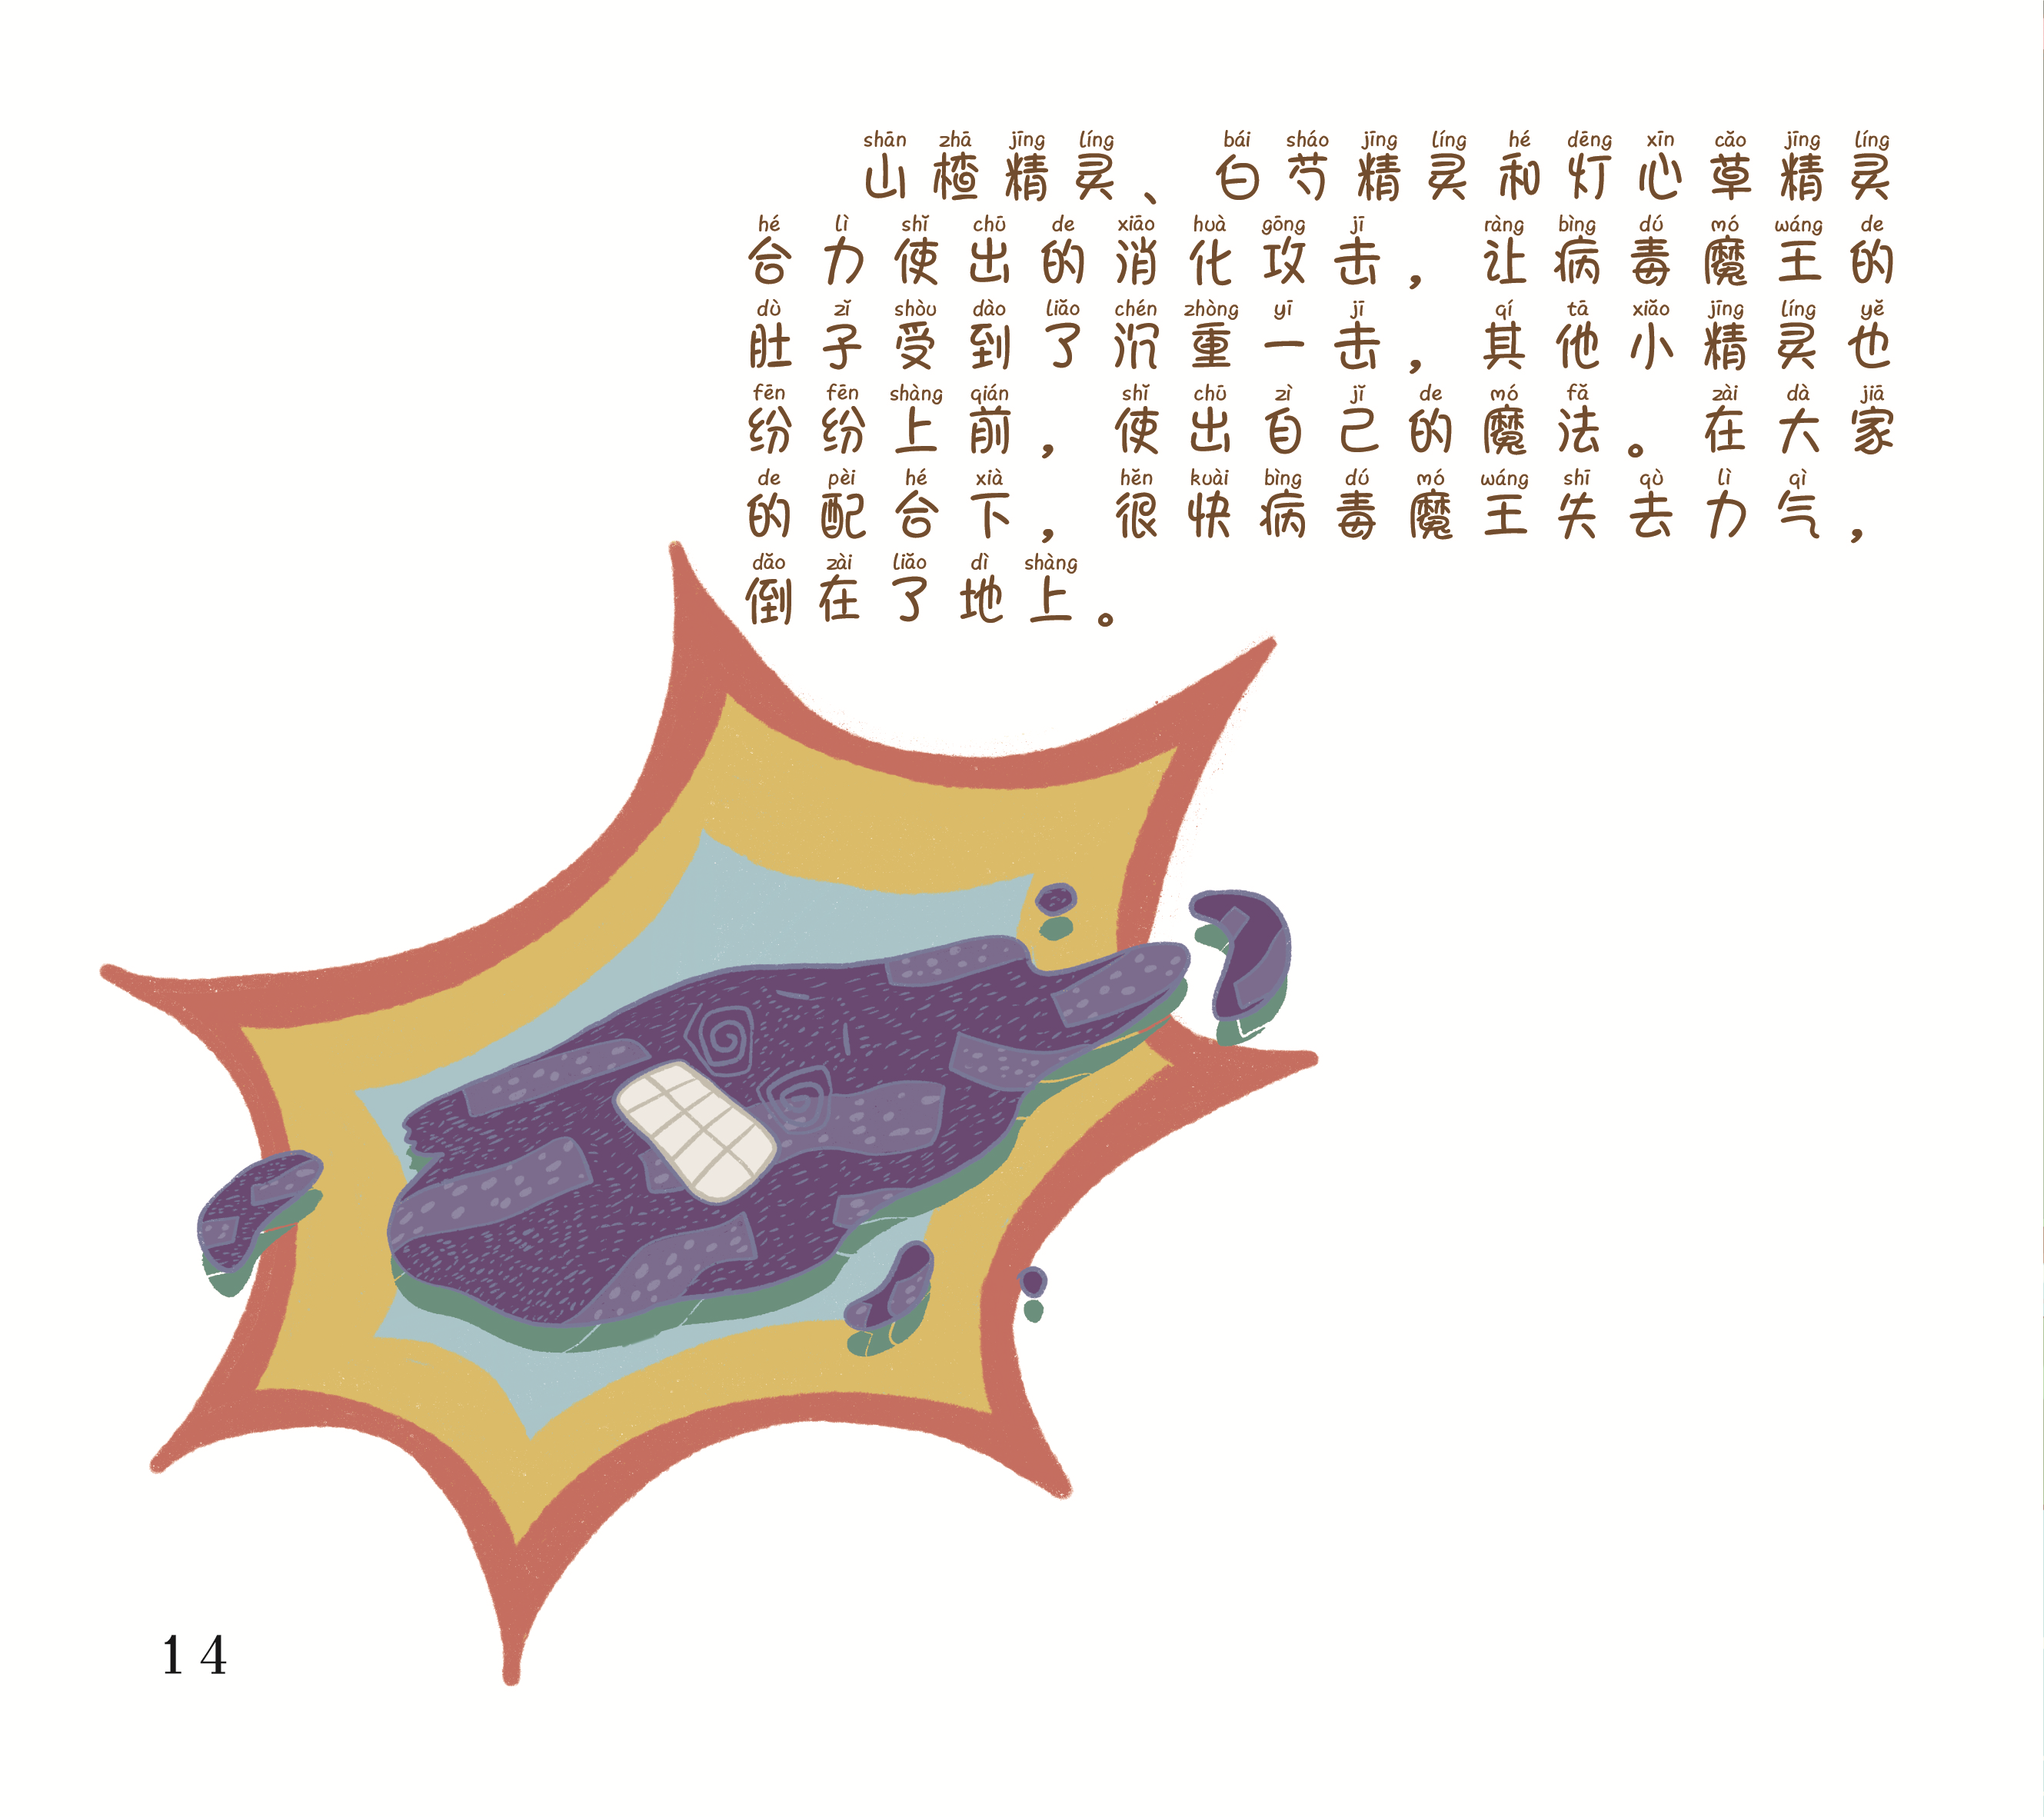 shān zhā jīng líng bái sháo jīng líng hé dēng xīn cǎo jīng líng
山楂精灵、白芍精灵和灯心草精灵
hé lì shǐ chū de xiāo huà gōng jī ràng bìng dú mó wáng de
合力使出的消化攻击，让病毒魔王的
dù zǐ shòu dào liǎo chén zhòng yī jī qí tā xiǎo jīng líng yě
肚子受到了沉重一击，其他小精灵也
fēn fēn shàng qián shǐ chū zì jǐ de mó fǎ zài dà jiā
纷纷上前，使出自己的魔法。在大家
de pèi hé xià hěn kuài bìng dú mó wáng shī qù lì qì
的配合下，很快病毒魔王失去力气，
dǎo zài liǎo dì shàng
倒在了地上。
14